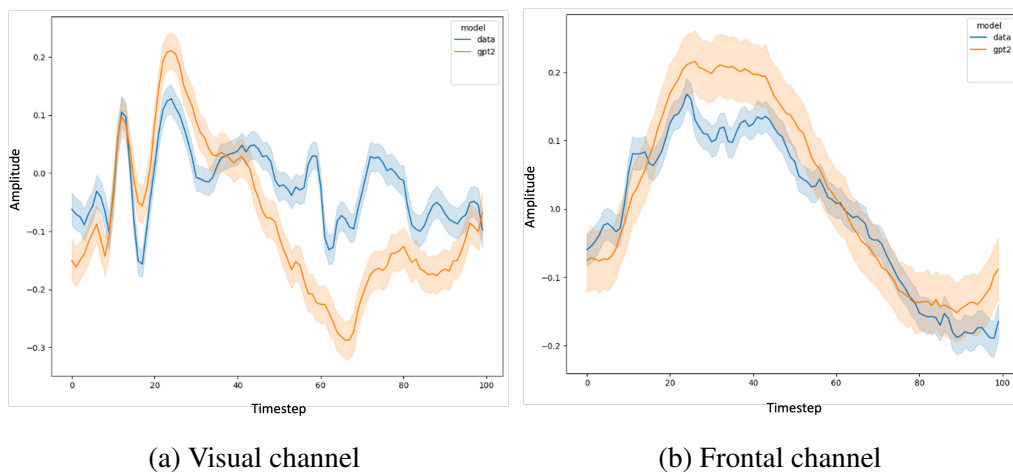 model
data
gpt2
0.2
0.1
0.0
−0.1
−0.2
−0.3
Amplitude
0 20 40 60 80 100
Timestep
(a) Visual channel
model
data
gpt2
0.2
0.1
0.0
−0.1
−0.2
Amplitude
0 20 40 60 80 100
Timestep
(b) Frontal channel